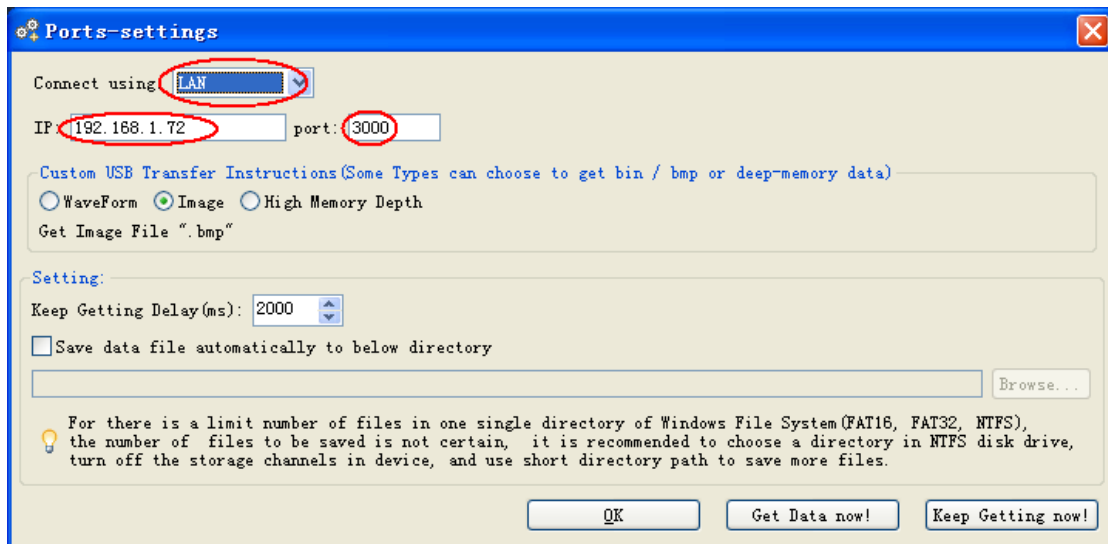 Ports-settings
Connect using LAN
IP: 192.168.1.72 port: 3000
Custom USB Transfer Instructions(Some Types can choose to get bin / bmp or deep-memory data)
WaveForm Image High Memory Depth
Get Image File ".bmp"
Setting:
Keep Getting Delay(ms): 2000
Save data file automatically to below directory
Browse...
For there is a limit number of files in one single directory of Windows File System(FAT16, FAT32, NTFS),
the number of files to be saved is not certain, it is recommended to choose a directory in NTFS disk drive,
turn off the storage channels in device, and use short directory path to save more files.
OK Get Data now! Keep Getting now!